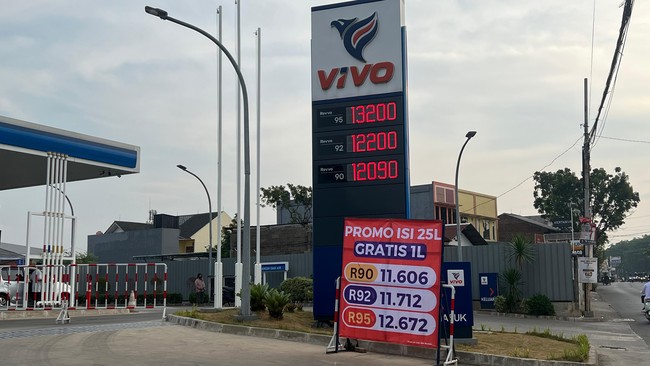 VIVO
Revvo 95 13200
Revvo 92 12200
Revvo 90 12090
PROMO ISI 25L
GRATIS 1L
R90 11.606
R92 11.712
R95 12.672
VIVO
MASUK